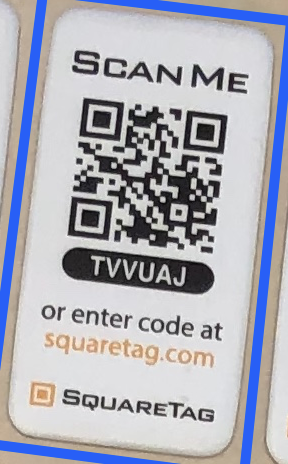 SCAN ME
TVVUAJ
or enter code at
squaretag.com
SQUARETAG